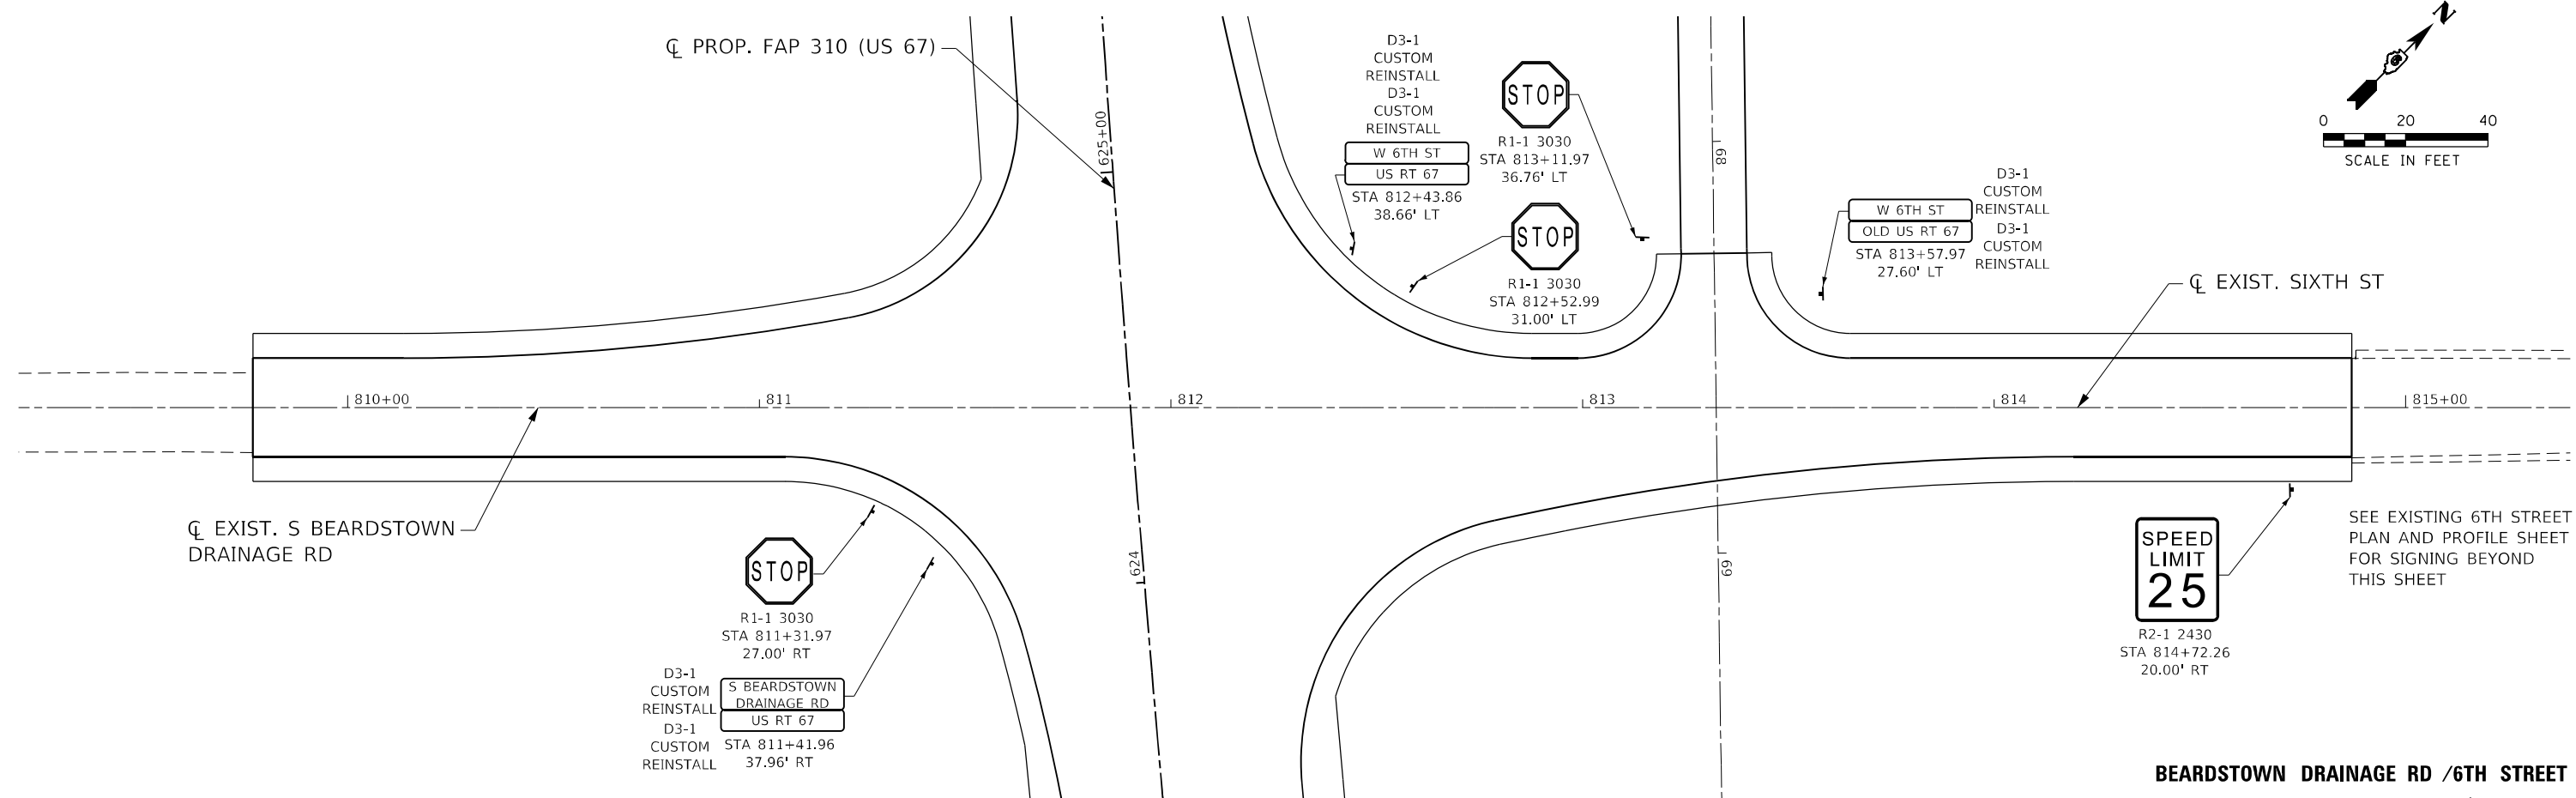 ℄ PROP. FAP 310 (US 67)
625+00
D3-1
CUSTOM
REINSTALL
D3-1
CUSTOM
REINSTALL
W 6TH ST
US RT 67
STA 812+43.86
38.66' LT
STOP
R1-1 3030
STA 813+11.97
36.76' LT
STOP
R1-1 3030
STA 812+52.99
31.00' LT
68
W 6TH ST
OLD US RT 67
STA 813+57.97
27.60' LT
D3-1
CUSTOM
REINSTALL
D3-1
CUSTOM
REINSTALL
N
0 20 40
SCALE IN FEET
℄ EXIST. SIXTH ST
810+00
811
812
813
814
815+00
℄ EXIST. S BEARDSTOWN
DRAINAGE RD
STOP
R1-1 3030
STA 811+31.97
27.00' RT
D3-1
CUSTOM
REINSTALL
D3-1
CUSTOM
REINSTALL
S BEARDSTOWN
DRAINAGE RD
US RT 67
STA 811+41.96
37.96' RT
624
69
SPEED
LIMIT
25
R2-1 2430
STA 814+72.26
20.00' RT
SEE EXISTING 6TH STREET
PLAN AND PROFILE SHEET
FOR SIGNING BEYOND
THIS SHEET
BEARDSTOWN DRAINAGE RD /6TH STREET